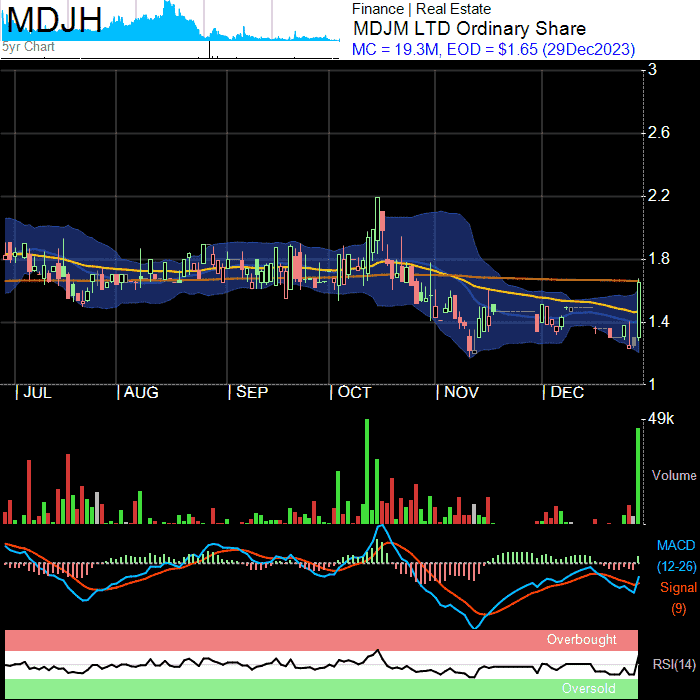 MDJH
5yr Chart
Finance | Real Estate
MDJM LTD Ordinary Share
MC = 19.3M, EOD = $1.65 (29Dec2023)
3
2.6
2.2
1.8
1.4
1
JUL AUG SEP OCT NOV DEC
49k
Volume
MACD
(12-26)
Signal
(9)
Overbought
RSI(14)
Oversold